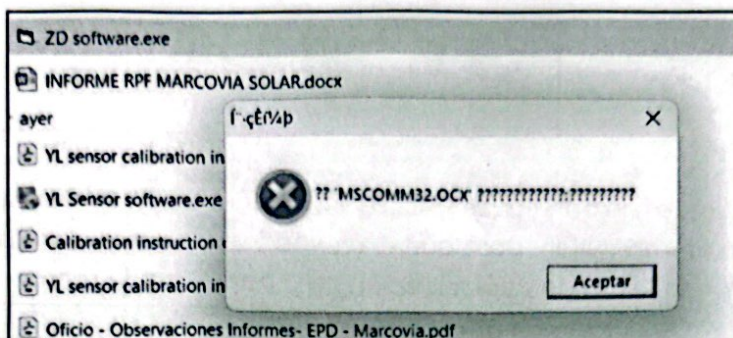 ZD software.exe
INFORME RPF MARCOVIA SOLAR.docx
ayer
YL sensor calibration in
YL Sensor software.exe
Calibration instruction
YL sensor calibration in
Oficio - Observaciones Informes- EPD - Marcovia.pdf
?? 'MSCOMM32.OCX' ????????????:?????????
Aceptar